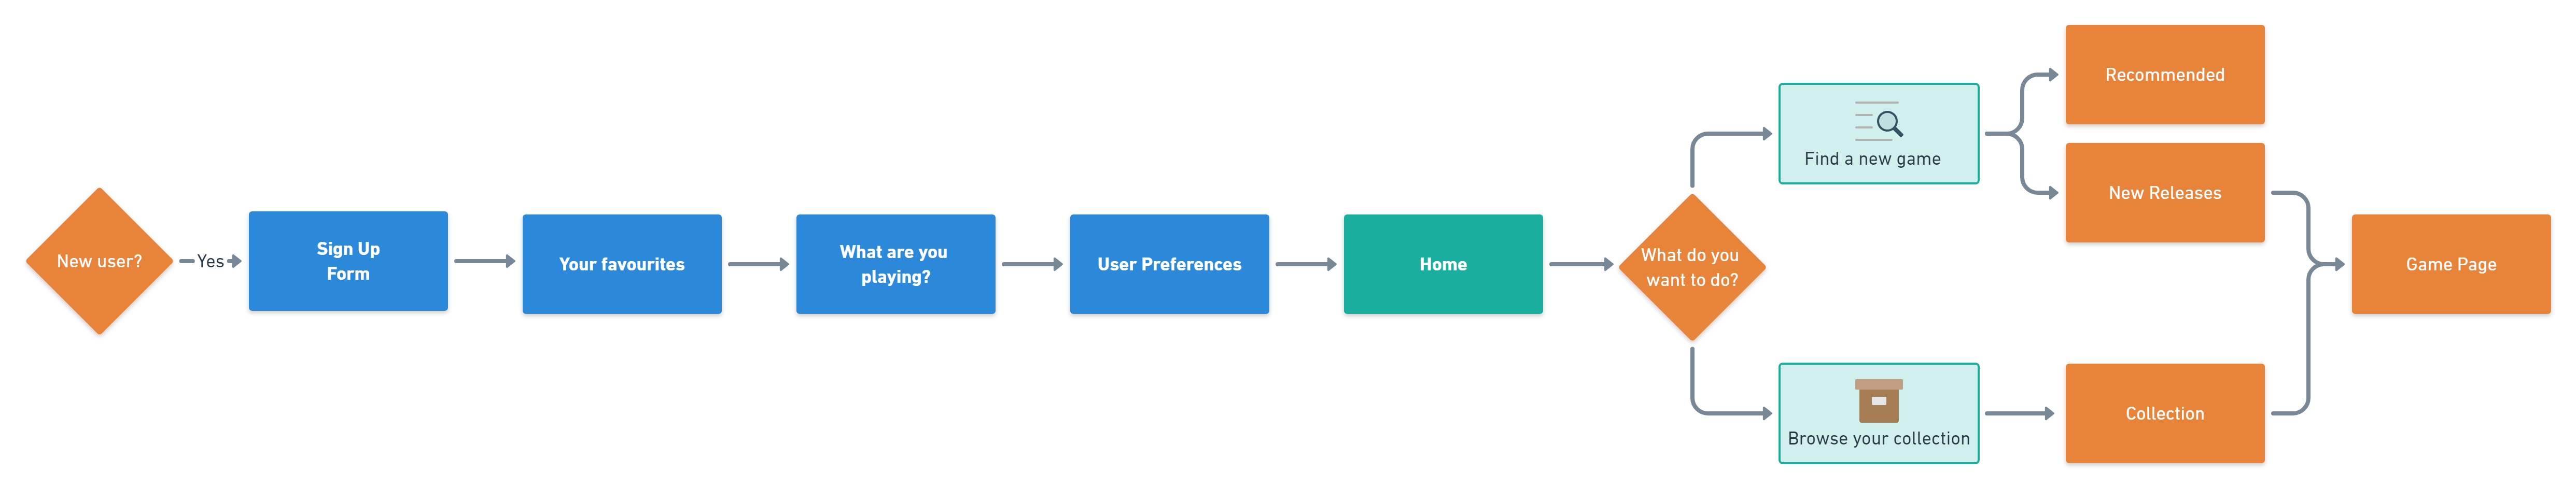 New user?
Yes
Sign Up
Form
Your favourites
What are you
playing?
User Preferences
Home
What do you
want to do?
Find a new game
Recommended
New Releases
Browse your collection
Collection
Game Page